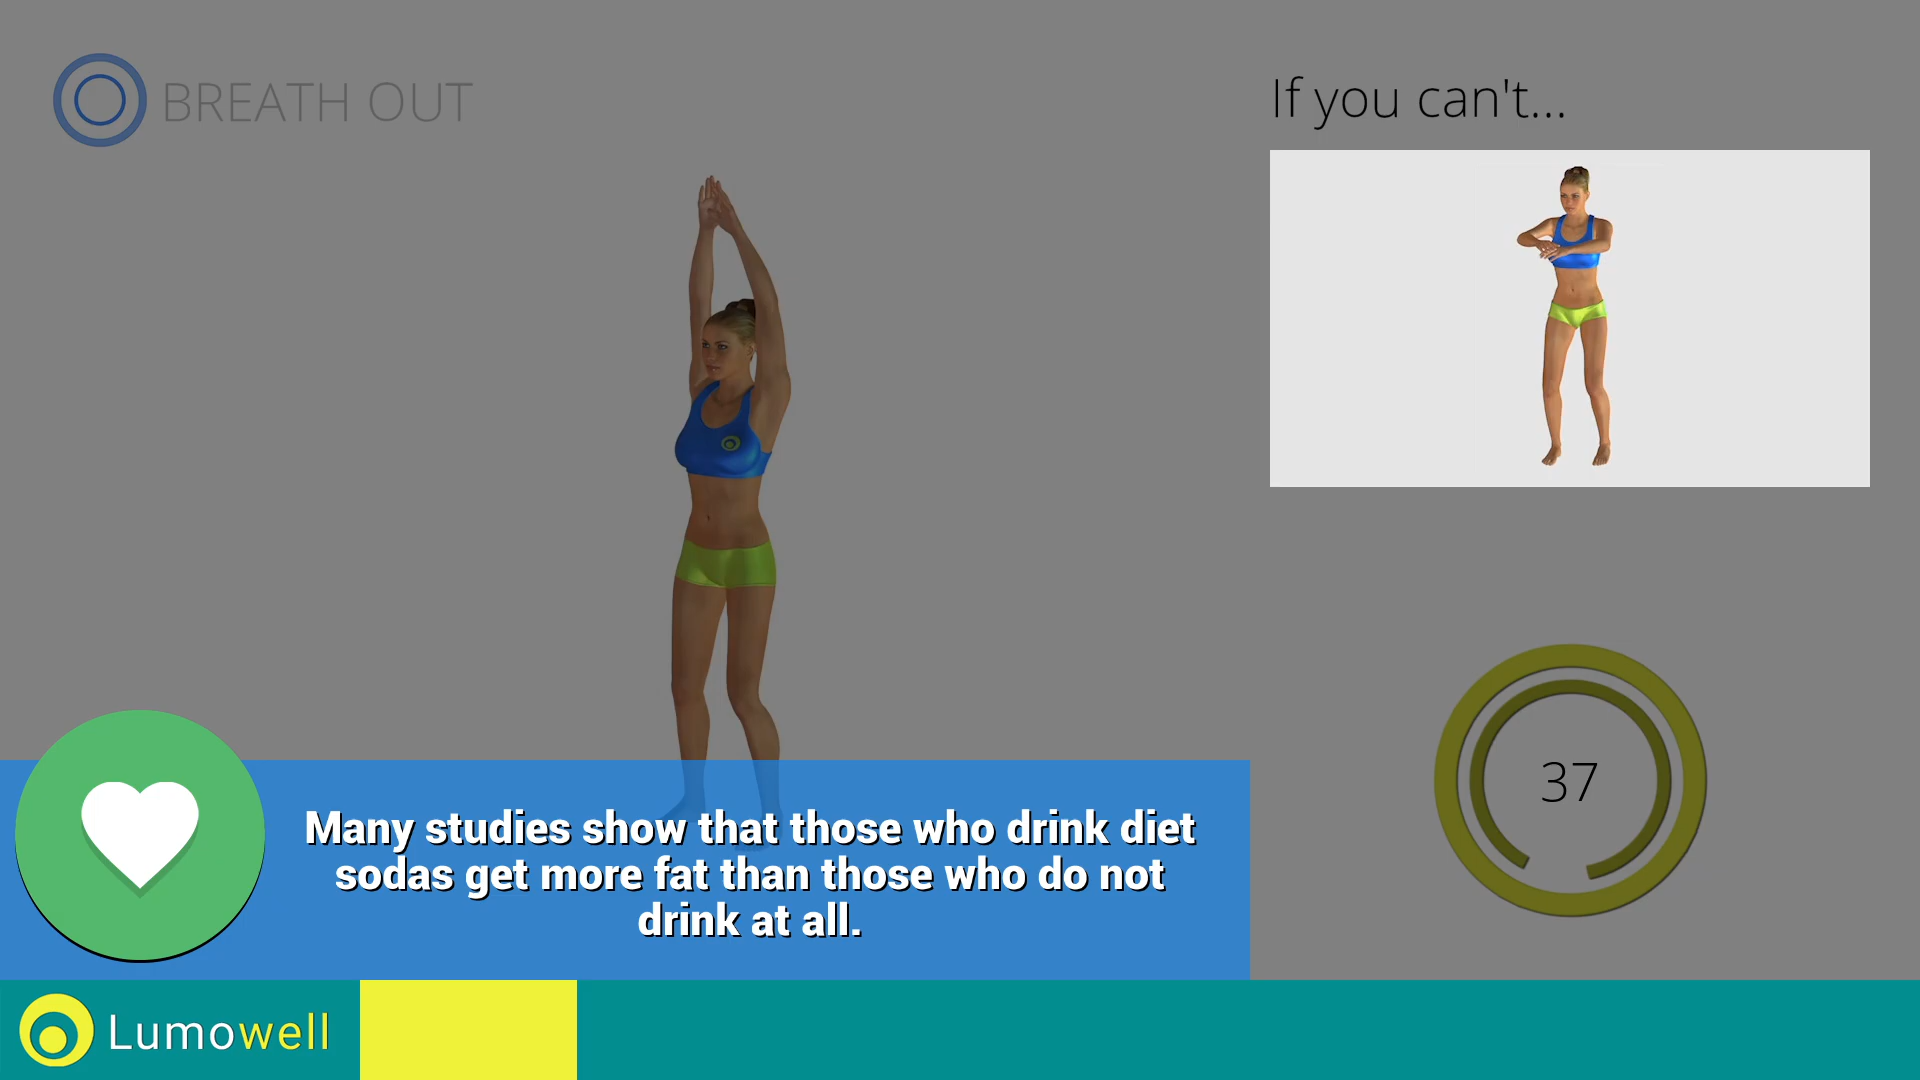 BREATH OUT
If you can't...
37
Many studies show that those who drink diet
sodas get more fat than those who do not
drink at all.
Lumowell